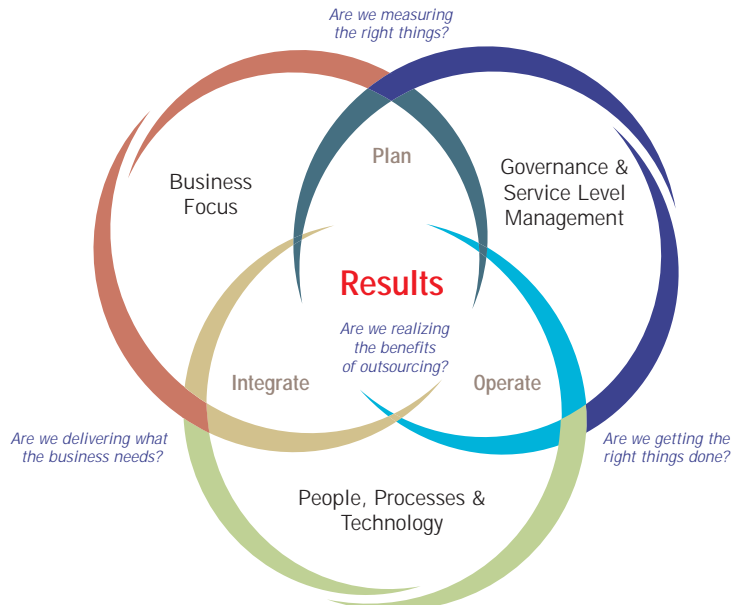 Are we measuring
the right things?
Plan
Business
Focus
Governance &
Service Level
Management
Results
Are we realizing
the benefits
of outsourcing?
Integrate
Operate
Are we delivering what
the business needs?
Are we getting the
right things done?
People, Processes &
Technology